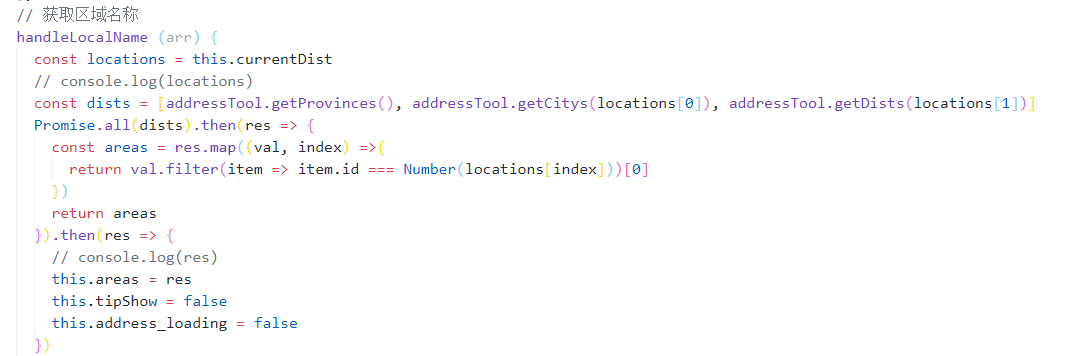 // 获取区域名称
handleLocalName (arr) {
const locations = this.currentDist
// console.log(locations)
const dists = [addressTool.getProvinces(), addressTool.getCitys(locations[0]), addressTool.getDists(locations[1])]
Promise.all(dists).then(res => {
const areas = res.map((val, index) =>{
return val.filter(item => item.id === Number(locations[index]))[0]
})
return areas
}).then(res => {
// console.log(res)
this.areas = res
this.tipShow = false
this.address_loading = false
})